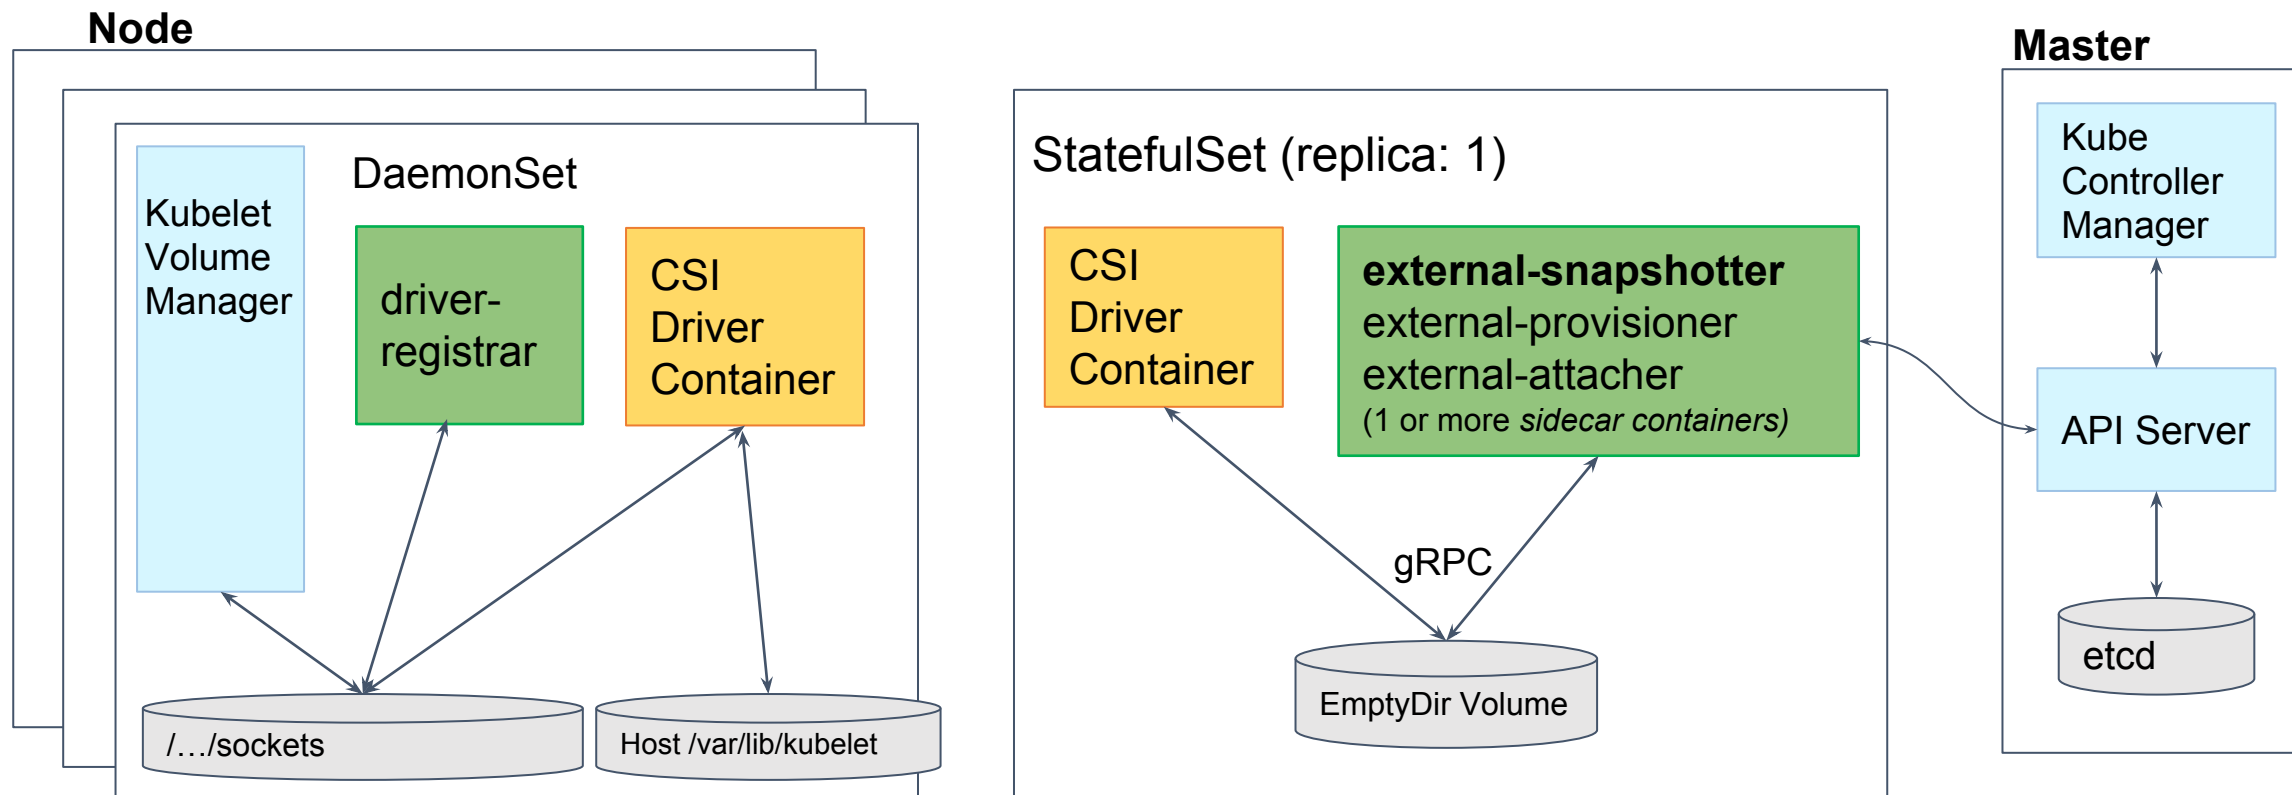 Node
DaemonSet
Kubelet
Volume
Manager
driver-
registrar
CSI
Driver
Container
/…/sockets
Host /var/lib/kubelet
StatefulSet (replica: 1)
CSI
Driver
Container
external-snapshotter
external-provisioner
external-attacher
(1 or more sidecar containers)
gRPC
EmptyDir Volume
Master
Kube
Controller
Manager
API Server
etcd